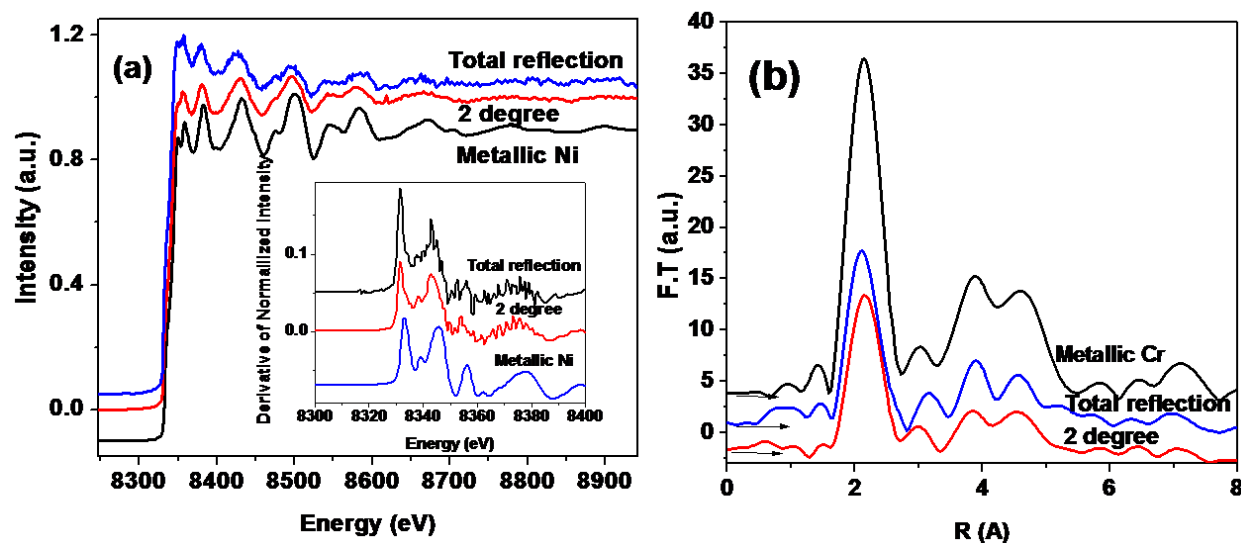 (a)
Total reflection
2 degree
Metallic Ni
Intensity (a.u.)
1.2
0.8
0.4
0.0
8300 8400 8500 8600 8700 8800 8900
Energy (eV)
Derivative of Normallized Intensity
0.1
0.0
Total reflection
2 degree
Metallic Ni
8300 8320 8340 8360 8380 8400
Energy (eV)
(b)
F.T (a.u.)
40
35
30
25
20
15
10
5
0
Metallic Cr
Total reflection
2 degree
0 2 4 6 8
R (A)